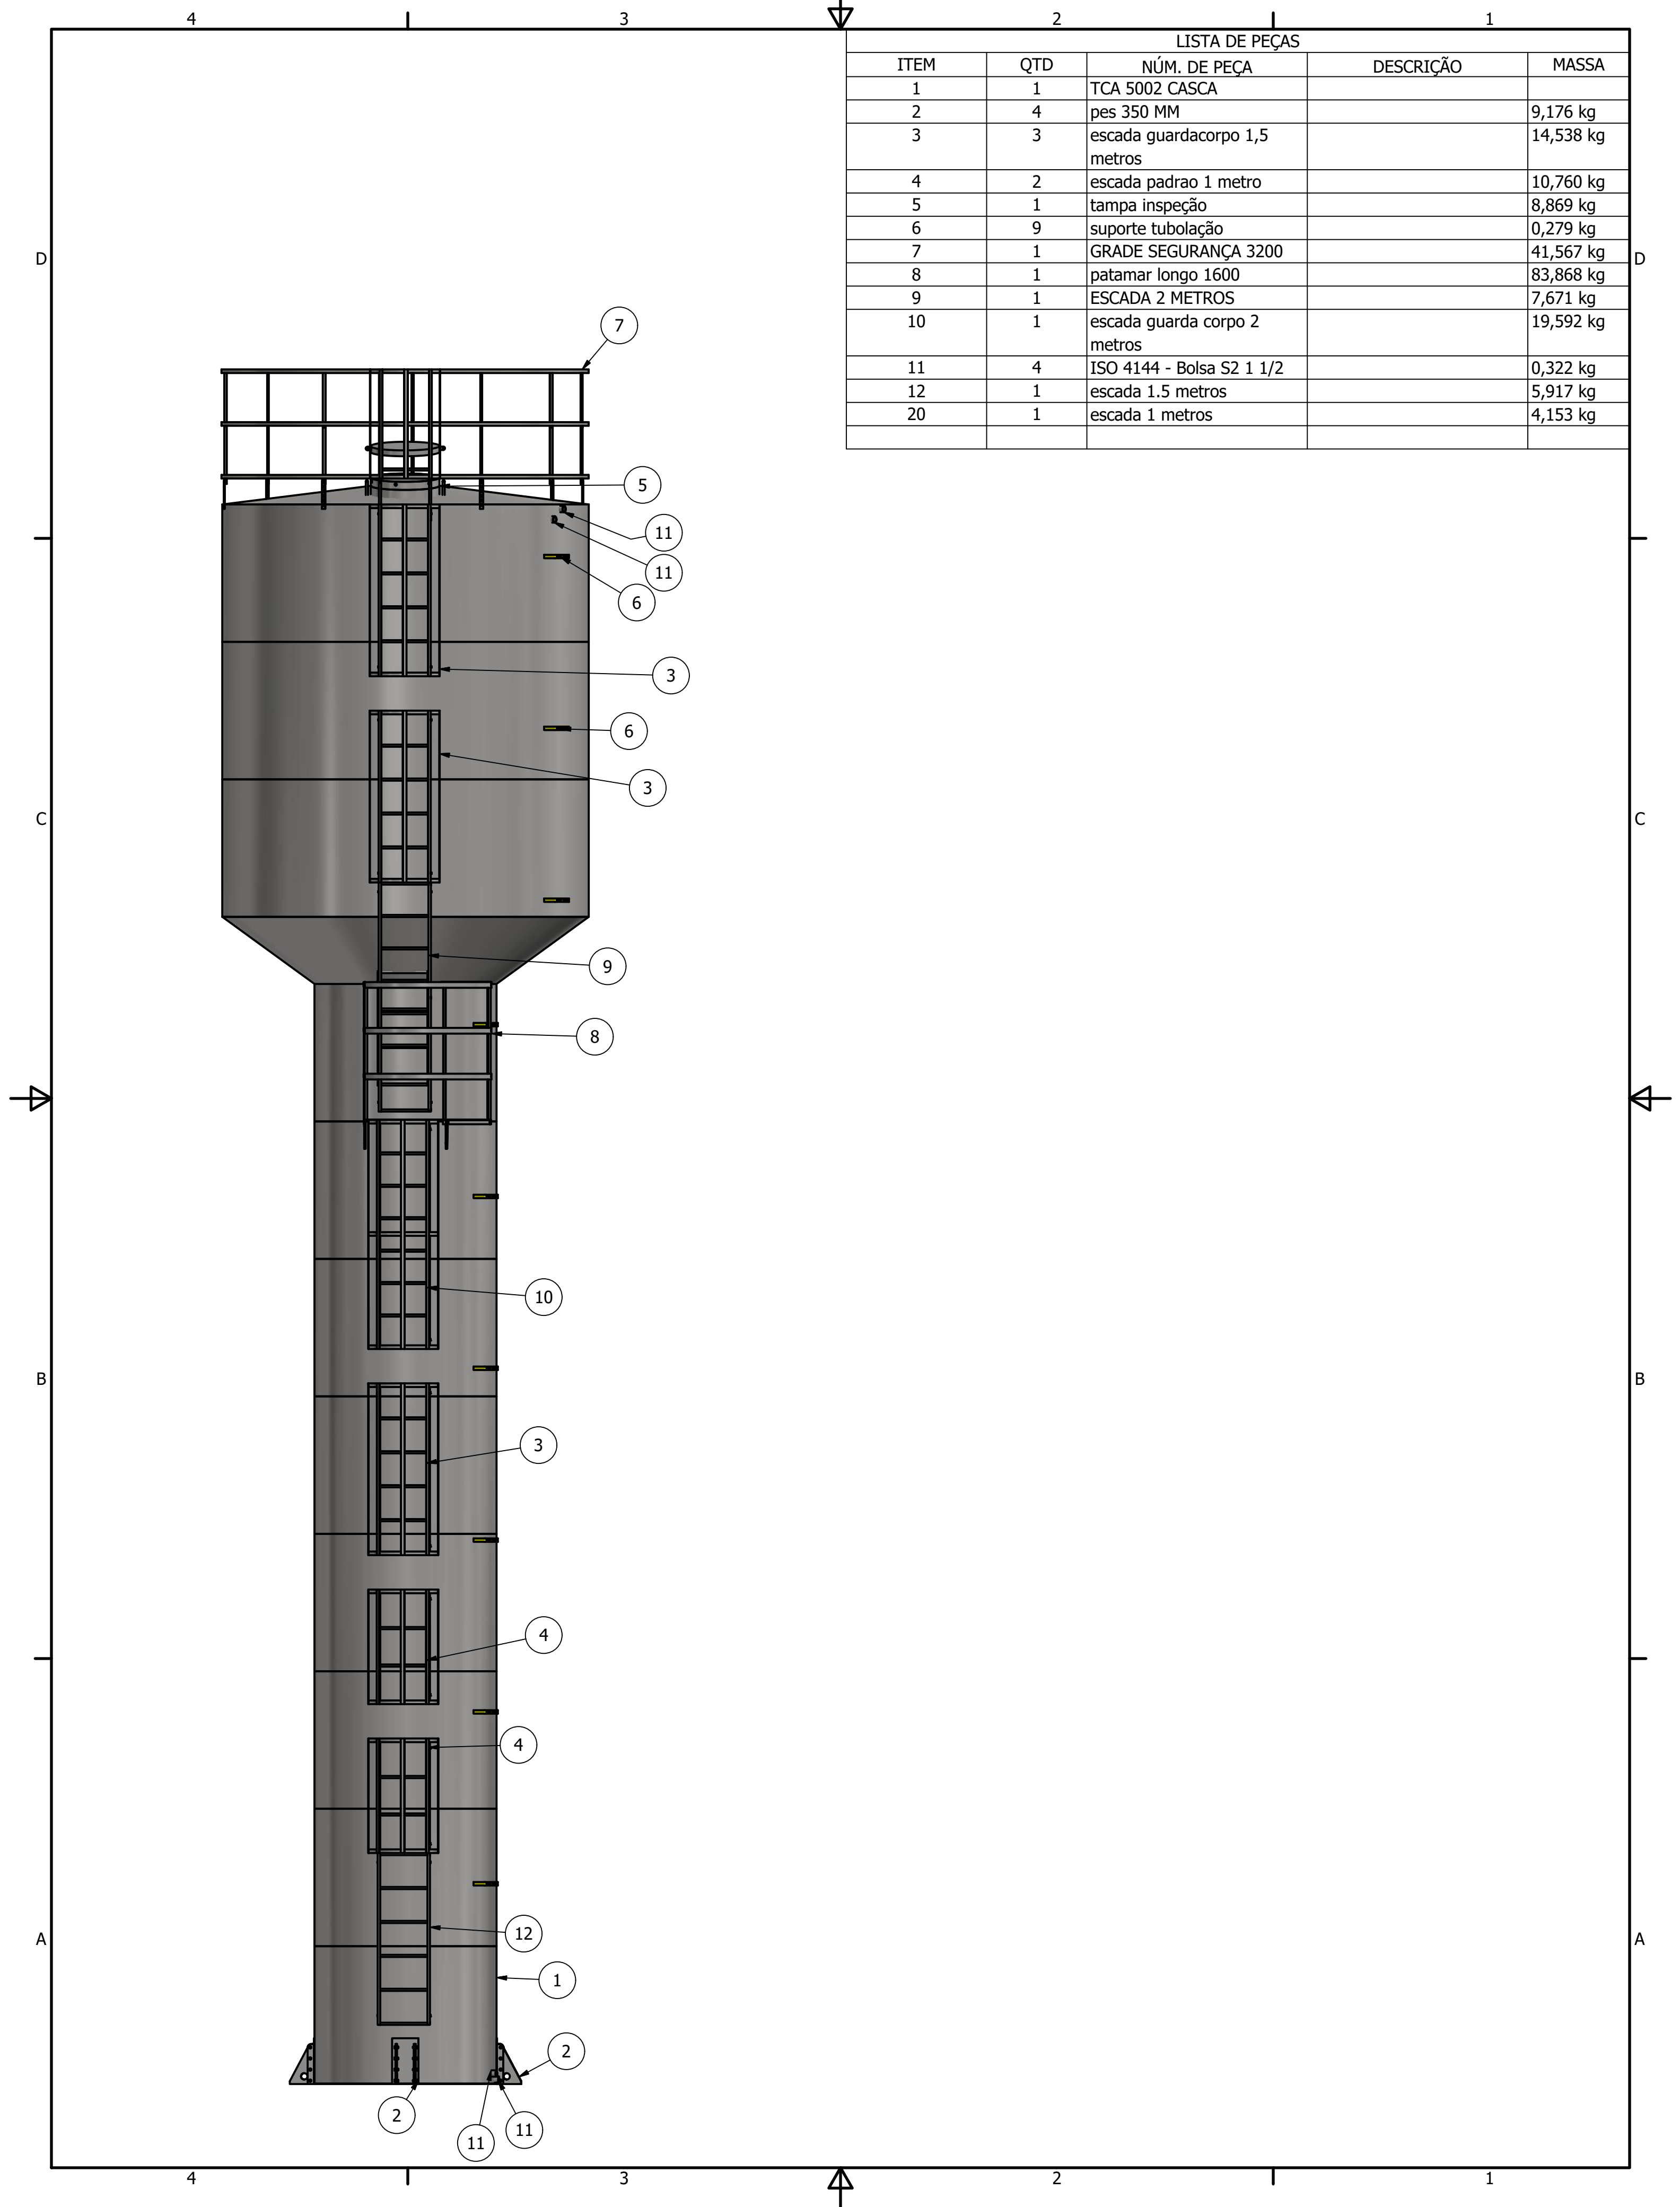 4 3 2 1
LISTA DE PEÇAS
ITEM QTD NÚM. DE PEÇA DESCRIÇÃO MASSA
1 1 TCA 5002 CASCA
2 4 pes 350 MM 9,176 kg
3 3 escada guardacorpo 1,5 14,538 kg
metros
4 2 escada padrao 1 metro 10,760 kg
5 1 tampa inspeção 8,869 kg
6 9 suporte tubolação 0,279 kg
7 1 GRADE SEGURANÇA 3200 41,567 kg
D D
8 1 patamar longo 1600 83,868 kg
9 1 ESCADA 2 METROS 7,671 kg
10 1 escada guarda corpo 2 19,592 kg
metros
11 4 ISO 4144 - Bolsa S2 1 1/2 0,322 kg
12 1 escada 1.5 metros 5,917 kg
20 1 escada 1 metros 4,153 kg
7
5
11
11
6
3
6
3
C C
9
8
10
B B
3
4
4
12
A A
1
2
2
11
11
4 3 2 1